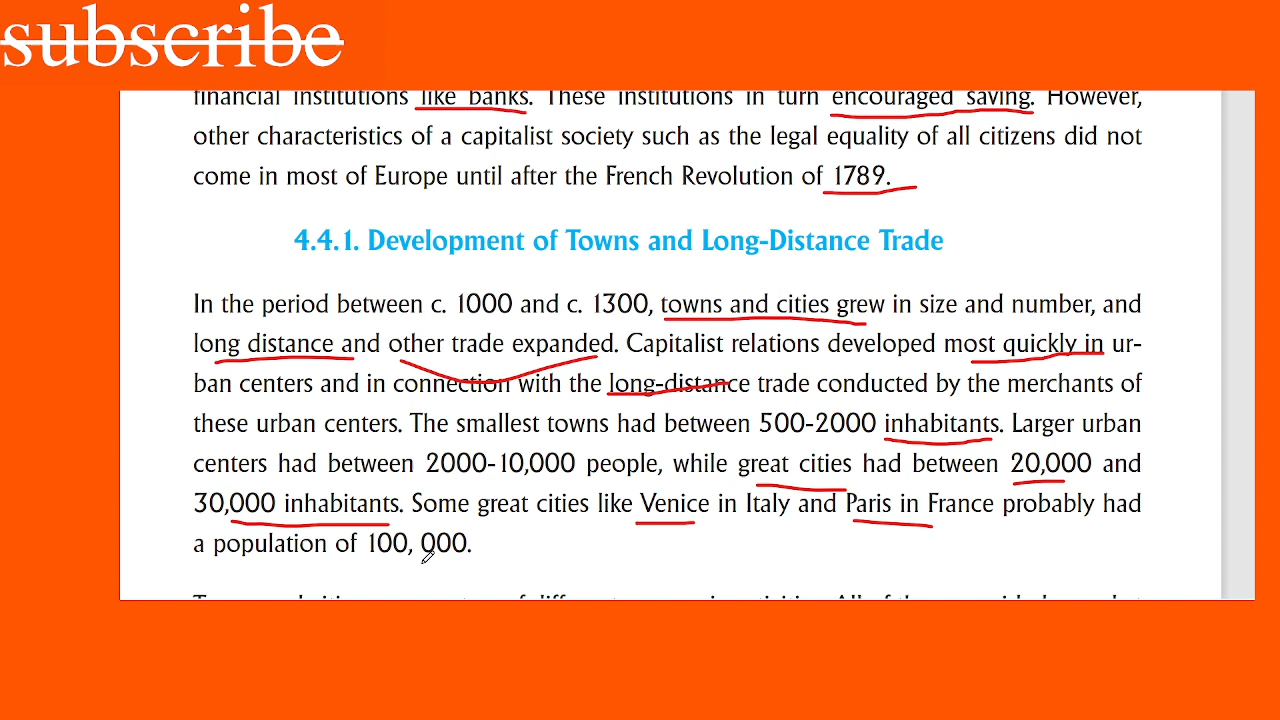 subscribe
financial institutions like banks. These institutions in turn encouraged saving. However,
other characteristics of a capitalist society such as the legal equality of all citizens did not
come in most of Europe until after the French Revolution of 1789.
4.4.1. Development of Towns and Long-Distance Trade
In the period between c. 1000 and c. 1300, towns and cities grew in size and number, and
long distance and other trade expanded. Capitalist relations developed most quickly in ur-
ban centers and in connection with the long-distance trade conducted by the merchants of
these urban centers. The smallest towns had between 500-2000 inhabitants. Larger urban
centers had between 2000-10,000 people, while great cities had between 20,000 and
30,000 inhabitants. Some great cities like Venice in Italy and Paris in France probably had
a population of 100, 000.